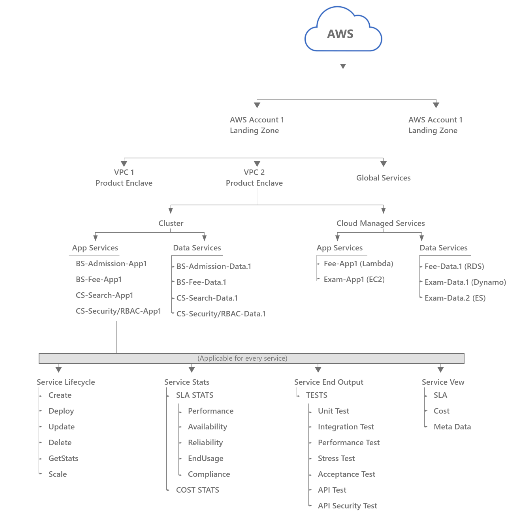 AWS
AWS Account 1
Landing Zone
AWS Account 1
Landing Zone
VPC 1
Product Enclave
VPC 2
Product Enclave
Global Services
Cluster
Cloud Managed Services
App Services
BS-Admission-App1
BS-Fee-App1
CS-Search-App1
CS-Security/RBAC-App1
Data Services
BS-Admission-Data.1
BS-Fee-Data.1
CS-Search-Data.1
CS-Security/RBAC-Data.1
App Services
Fee-App1 (Lambda)
Exam-App1 (EC2)
Data Services
Fee-Data.1 (RDS)
Exam-Data.1 (Dynamo)
Exam-Data.2 (ES)
(Applicable for every service)
Service Lifecycle
Create
Deploy
Update
Delete
GetStats
Scale
Service Stats
SLA STATS
Performance
Availability
Reliability
EndUsage
Compliance
COST STATS
Service End Output
TESTS
Unit Test
Integration Test
Performance Test
Stress Test
Acceptance Test
API Test
API Security Test
Service Vew
SLA
Cost
Meta Data